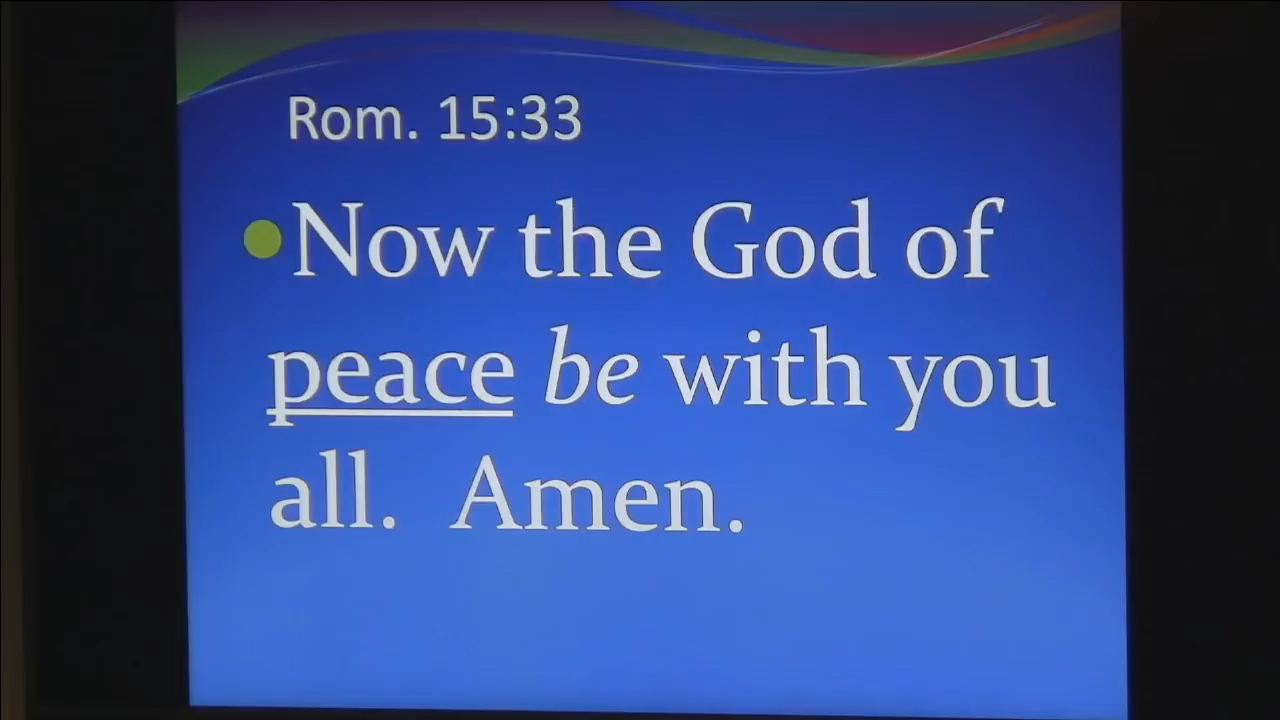 Rom. 15:33
Now the God of
peace be with you
all. Amen.